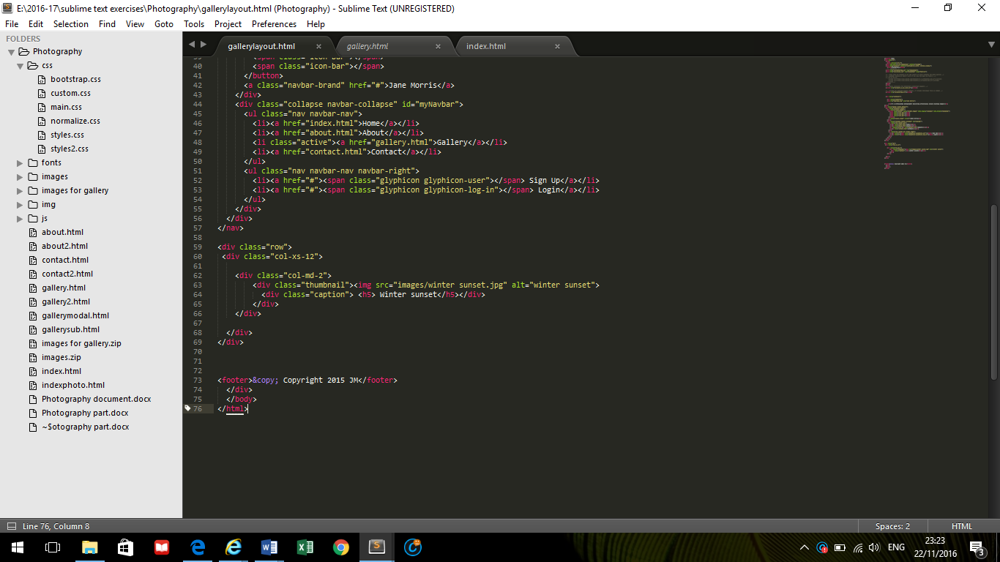 E:\2016-17\sublime text exercises\Photography\gallerylayout.html (Photography) - Sublime Text (UNREGISTERED)
File Edit Selection Find View Goto Tools Project Preferences Help
FOLDERS
Photography
css
bootstrap.css
custom.css
main.css
normalize.css
styles.css
styles2.css
fonts
images
images for gallery
img
js
about.html
about2.html
contact.html
contact2.html
gallery.html
gallery2.html
gallerymodal.html
gallerysub.html
images for gallery.zip
images.zip
index.html
indexphoto.html
Photography document.docx
Photography part.docx
~$otography part.docx
gallerylayout.html × gallery.html × index.html ×
39 <span class="icon-bar"></span>
40 <span class="icon-bar"></span>
41 </button>
42 <a class="navbar-brand" href="#">Jane Morris</a>
43 </div>
44 <div class="collapse navbar-collapse" id="myNavbar">
45 <ul class="nav navbar-nav">
46 <li><a href="index.html">Home</a></li>
47 <li><a href="about.html">About</a></li>
48 <li class="active"><a href="gallery.html">Gallery</a></li>
49 <li><a href="contact.html">Contact</a></li>
50 </ul>
51 <ul class="nav navbar-nav navbar-right">
52 <li><a href="#"><span class="glyphicon glyphicon-user"></span> Sign Up</a></li>
53 <li><a href="#"><span class="glyphicon glyphicon-log-in"></span> Login</a></li>
54 </ul>
55 </div>
56 </div>
57 </nav>
58
59 <div class="row">
60 <div class="col-xs-12">
61
62 <div class="col-md-2">
63 <div class="thumbnail"><img src="images/winter sunset.jpg" alt="winter sunset">
64 <div class="caption"> <h5> Winter sunset</h5></div>
65 </div>
66 </div>
67
68 </div>
69 </div>
70
71
72
73 <footer>&copy; Copyright 2015 JM</footer>
74 </div>
75 </body>
76 </html>
Line 76, Column 8 Spaces: 2 HTML
ENG 23:23
22/11/2016 3